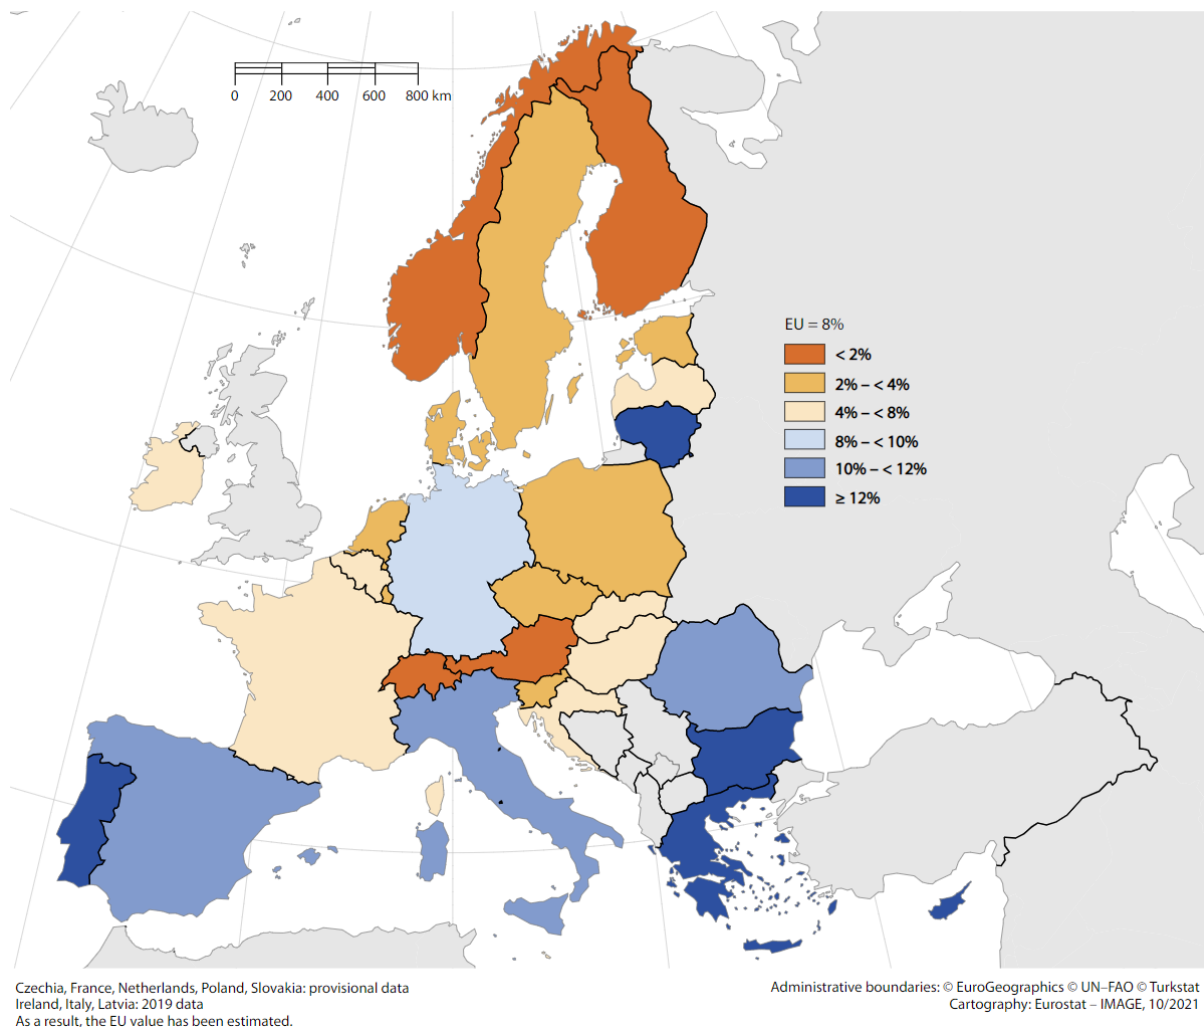 0 200 400 600 800 km
EU = 8%
< 2%
2% – < 4%
4% – < 8%
8% – < 10%
10% – < 12%
≥ 12%
Czechia, France, Netherlands, Poland, Slovakia: provisional data
Ireland, Italy, Latvia: 2019 data
As a result, the EU value has been estimated.
Administrative boundaries: © EuroGeographics © UN–FAO © Turkstat
Cartography: Eurostat – IMAGE, 10/2021